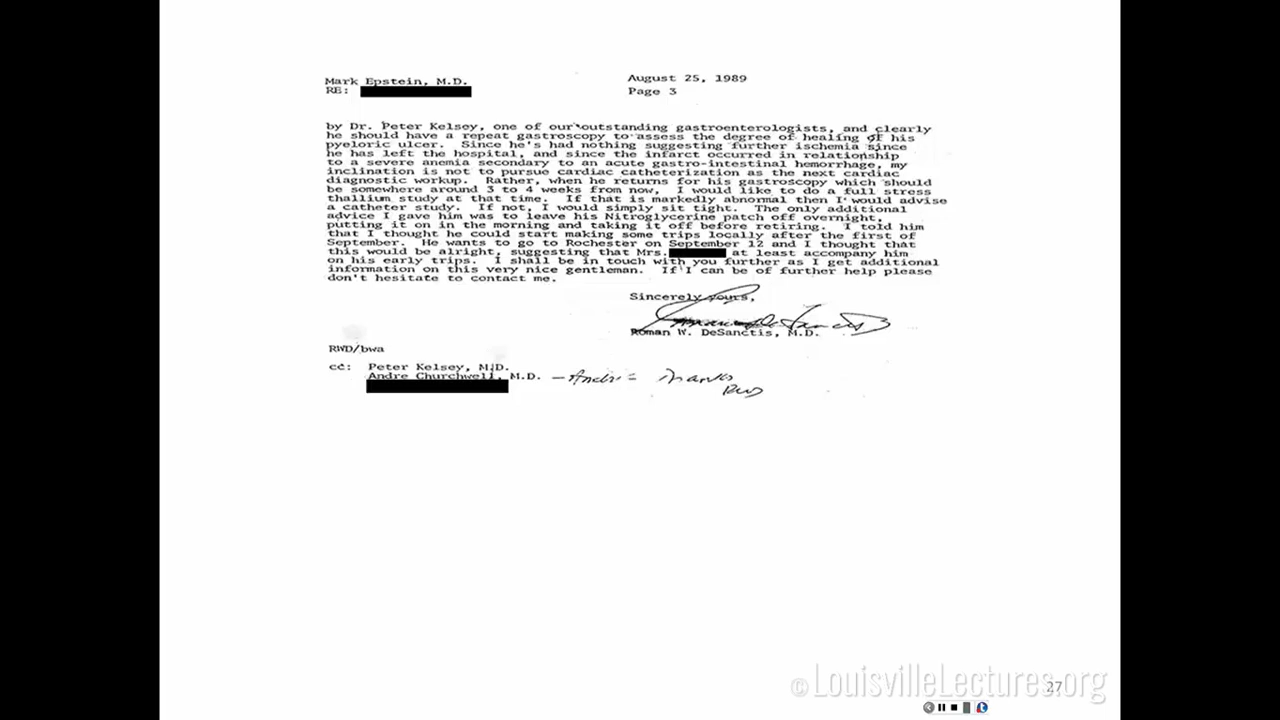 Mark Epstein, M.D.
RE:
August 25, 1989
Page 3
by Dr. Peter Kelsey, one of our outstanding gastroenterologists, and clearly
he should have a repeat gastroscopy to assess the degree of healing of his
pyeloric ulcer. Since he's had nothing suggesting further ischemia since
he has left the hospital, and since the infarct occurred in relationship
to a severe anemia secondary to an acute gastro-intestinal hemorrhage, my
inclination is not to pursue cardiac catheterization as the next cardiac
diagnostic workup. Rather, when he returns for his gastroscopy which should
be somewhere around 3 to 4 weeks from now, I would like to do a full stress
thallium study at that time. If that is markedly abnormal then I would advise
a catheter study. If not, I would simply sit tight. The only additional
advice I gave him was to leave his Nitroglycerine patch off overnight,
putting it on in the morning and taking it off before retiring. I told him
that I thought he could start making some trips locally after the first of
September. He wants to go to Rochester on September 12 and I thought that
this would be alright, suggesting that Mrs. at least accompany him
on his early trips. I shall be in touch with you further as I get additional
information on this very nice gentleman. If I can be of further help please
don't hesitate to contact me.
Sincerely yours,
Roman W. DeSanctis, M.D.
RWD/bwa
cc: Peter Kelsey, M.D.
Andre Churchwell, M.D. — Andre – Thanks
RWD
27
© LouisvilleLectures.org